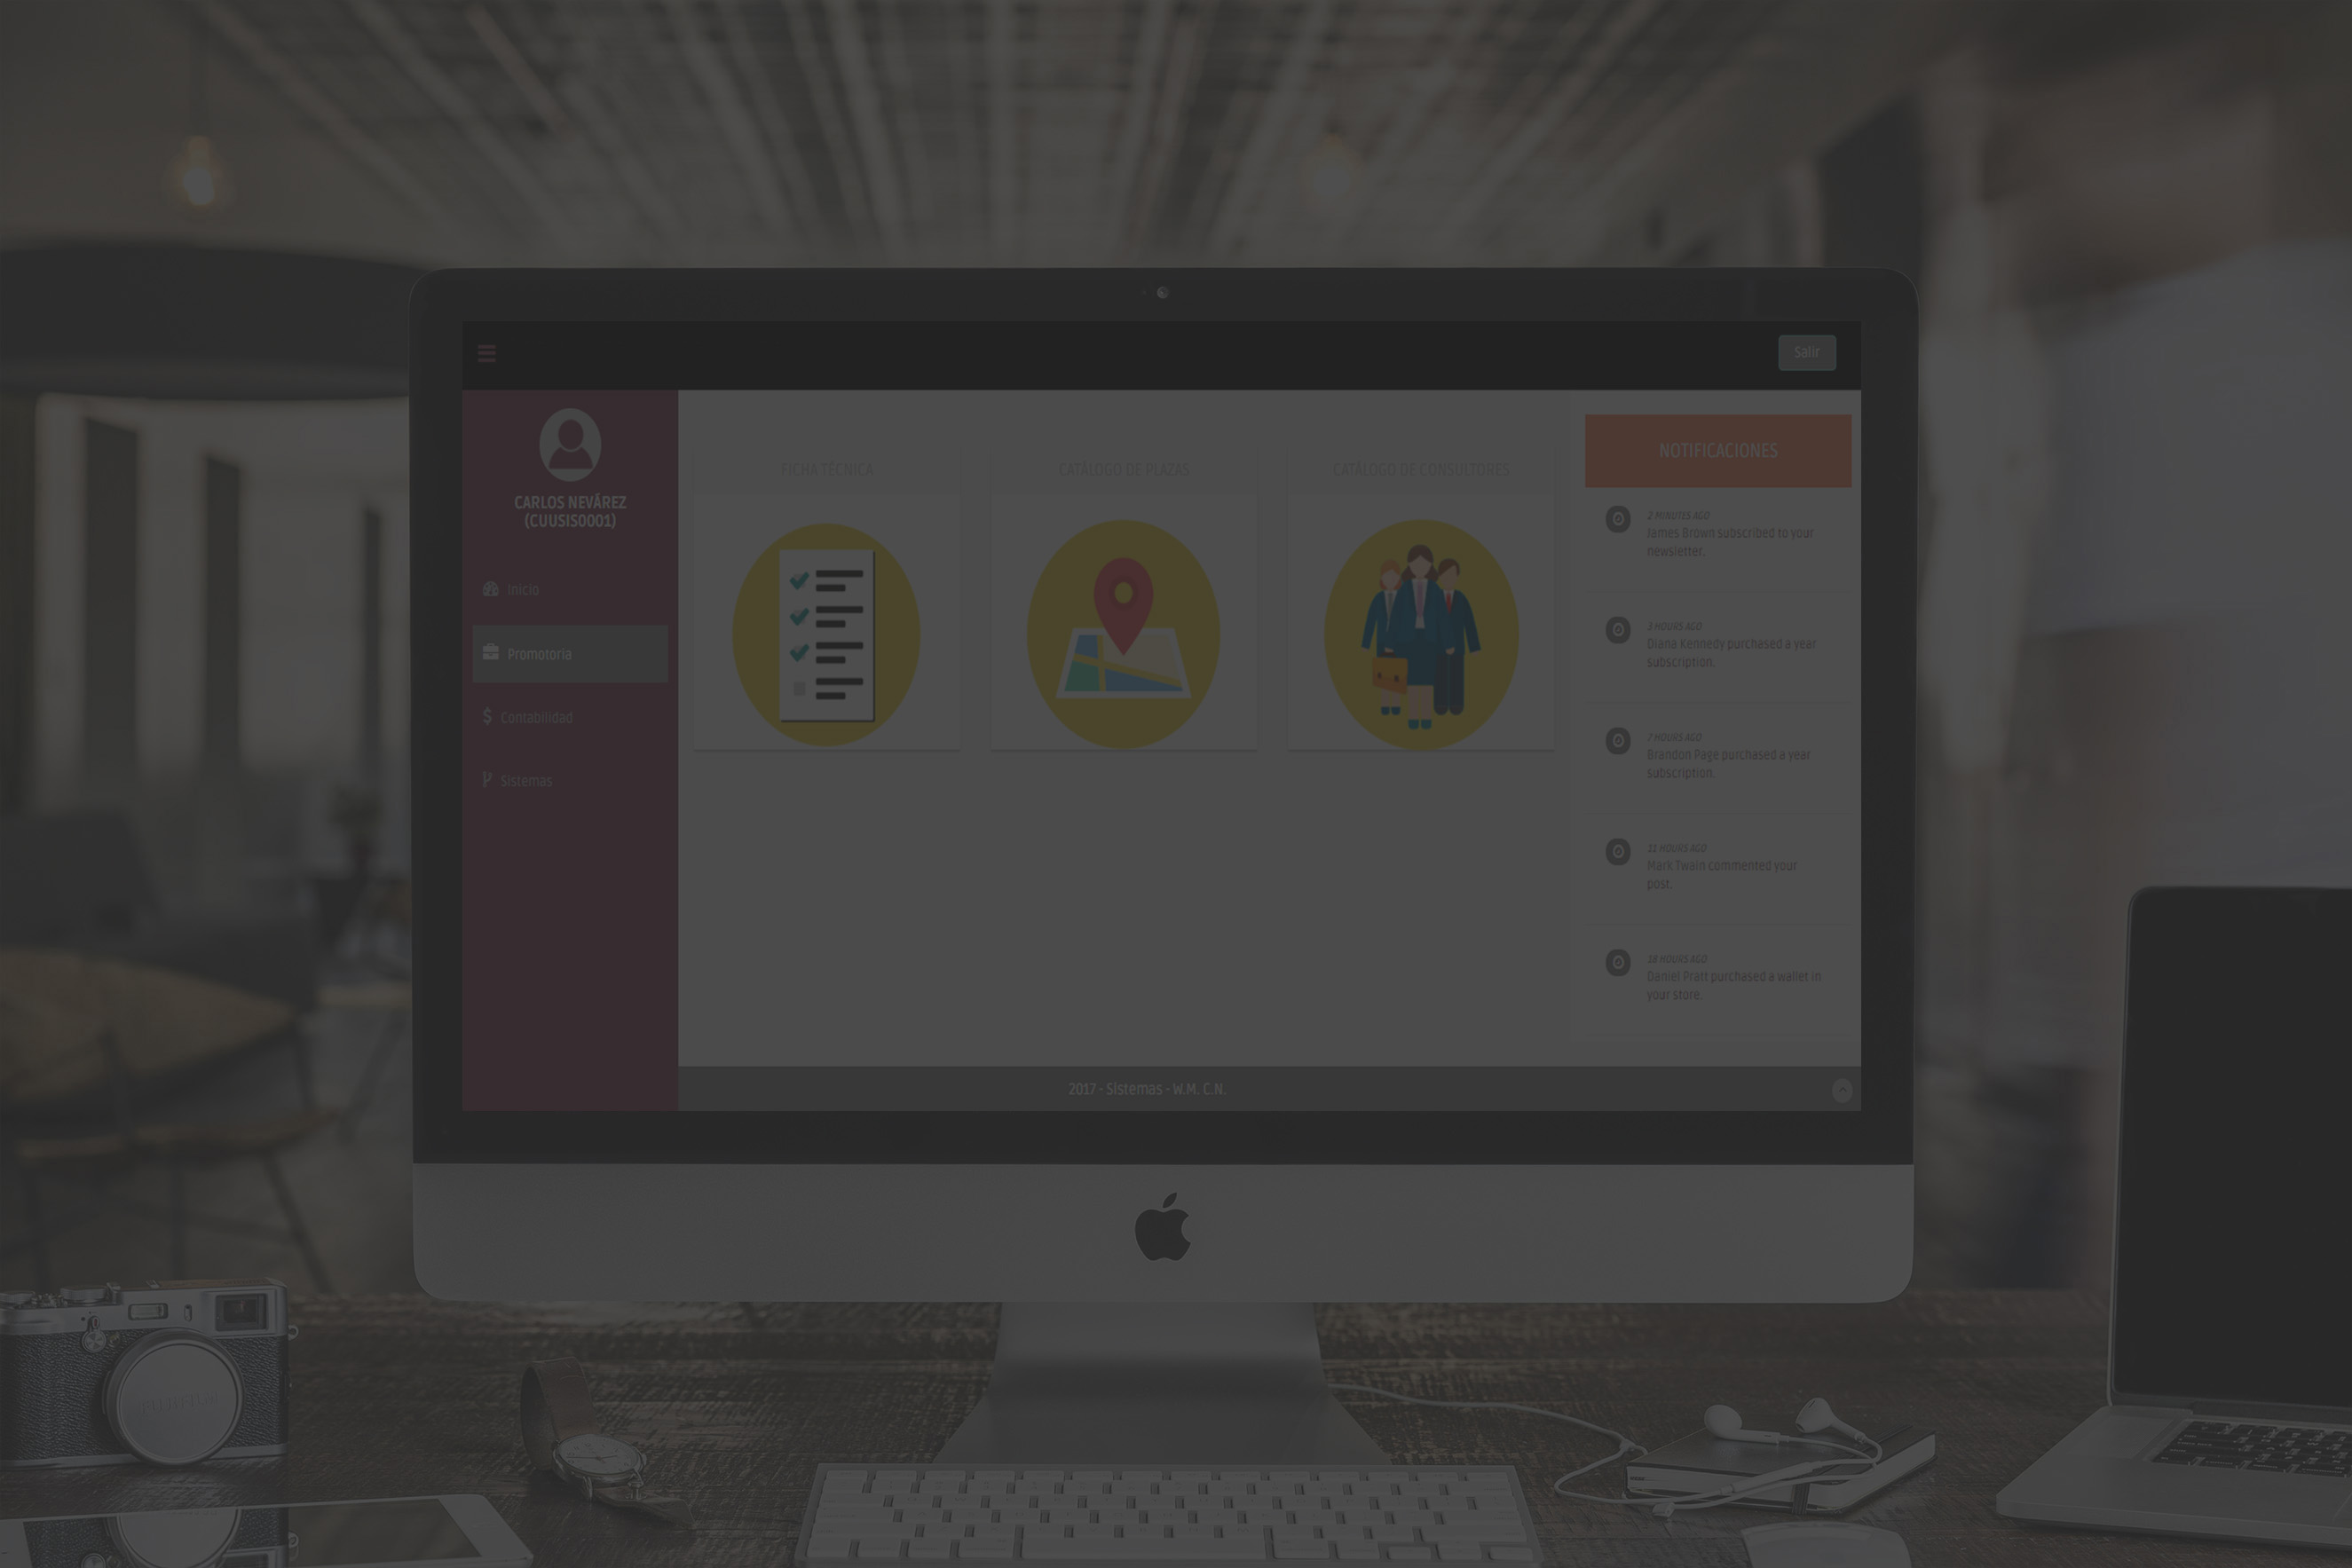 Salir
CARLOS NEVÁREZ
(CUUSIS0001)
Inicio
Promotoria
Contabilidad
Sistemas
FICHA TÉCNICA
CATÁLOGO DE PLAZAS
CATÁLOGO DE CONSULTORES
NOTIFICACIONES
2 MINUTES AGO
James Brown subscribed to your
newsletter.
3 HOURS AGO
Diana Kennedy purchased a year
subscription.
7 HOURS AGO
Brandon Page purchased a year
subscription.
11 HOURS AGO
Mark Twain commented your
post.
18 HOURS AGO
Daniel Pratt purchased a wallet in
your store.
2017 - Sistemas - W.M. C.N.
FUJIFILM